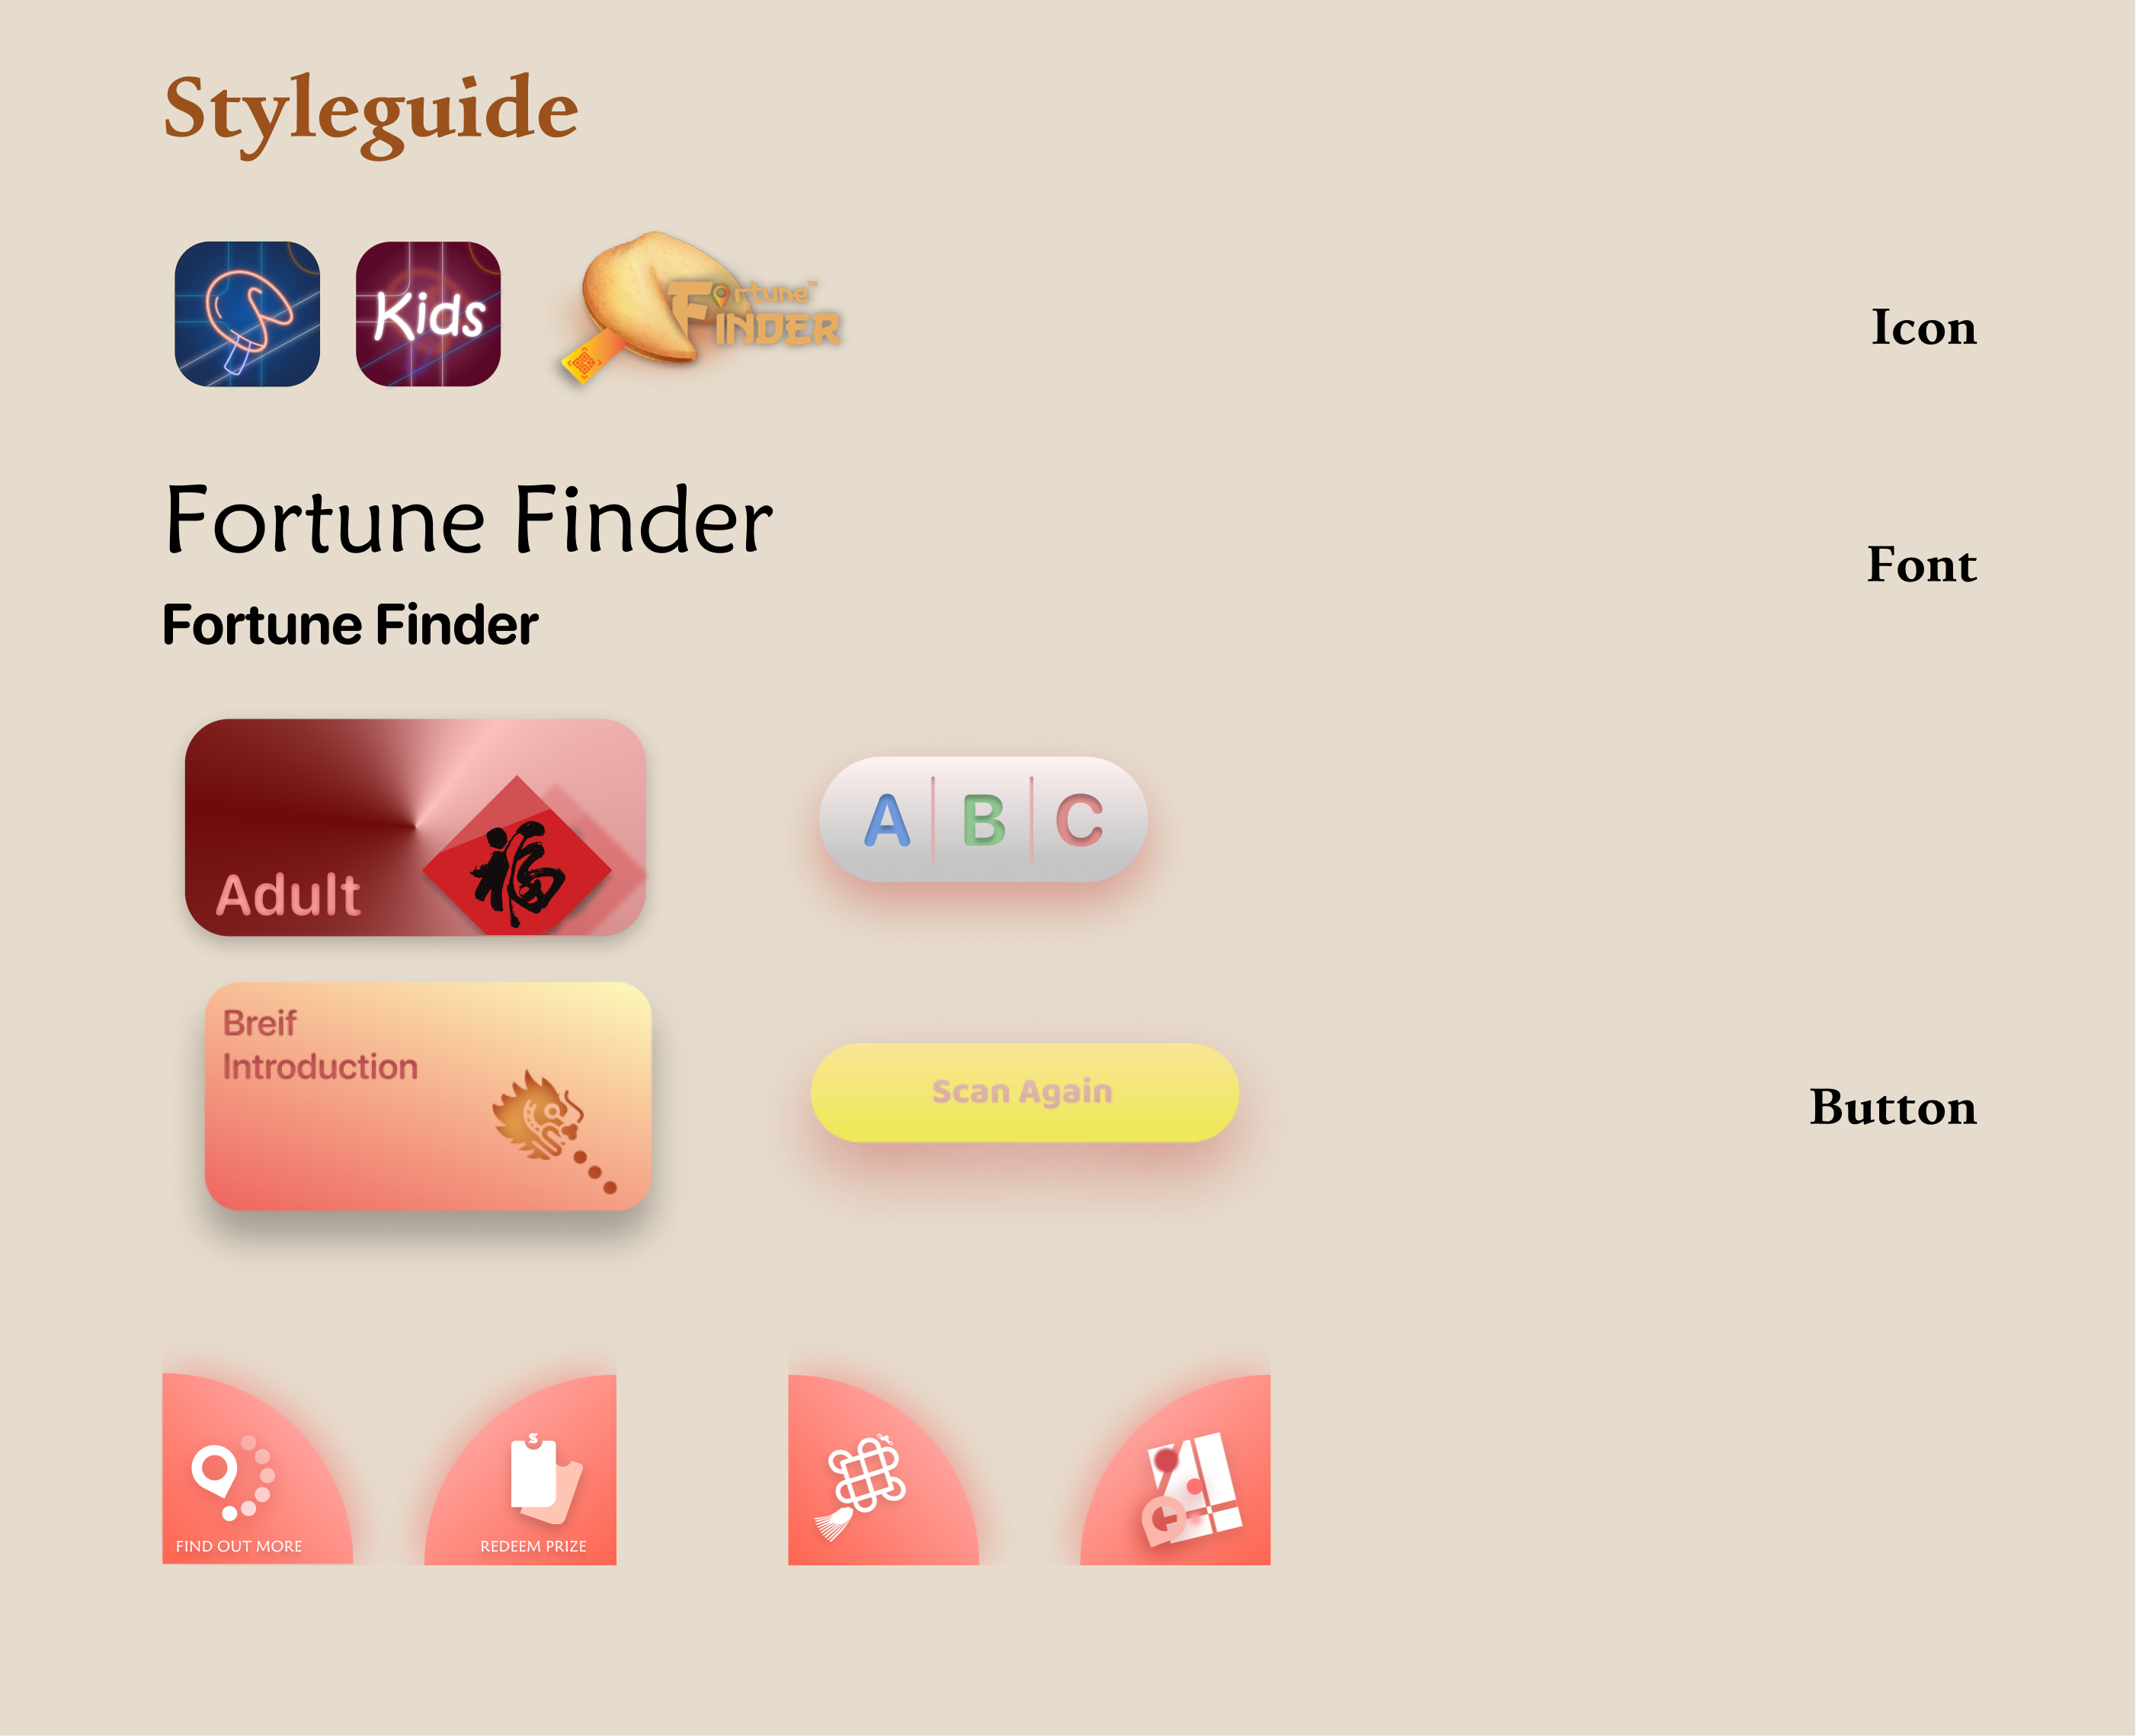 Styleguide
Kids
Fortune™
FINDER
Icon
Fortune Finder
Font
Fortune Finder
福
Adult
A B C
Breif
Introduction
Scan Again
Button
FIND OUT MORE
REDEEM PRIZE